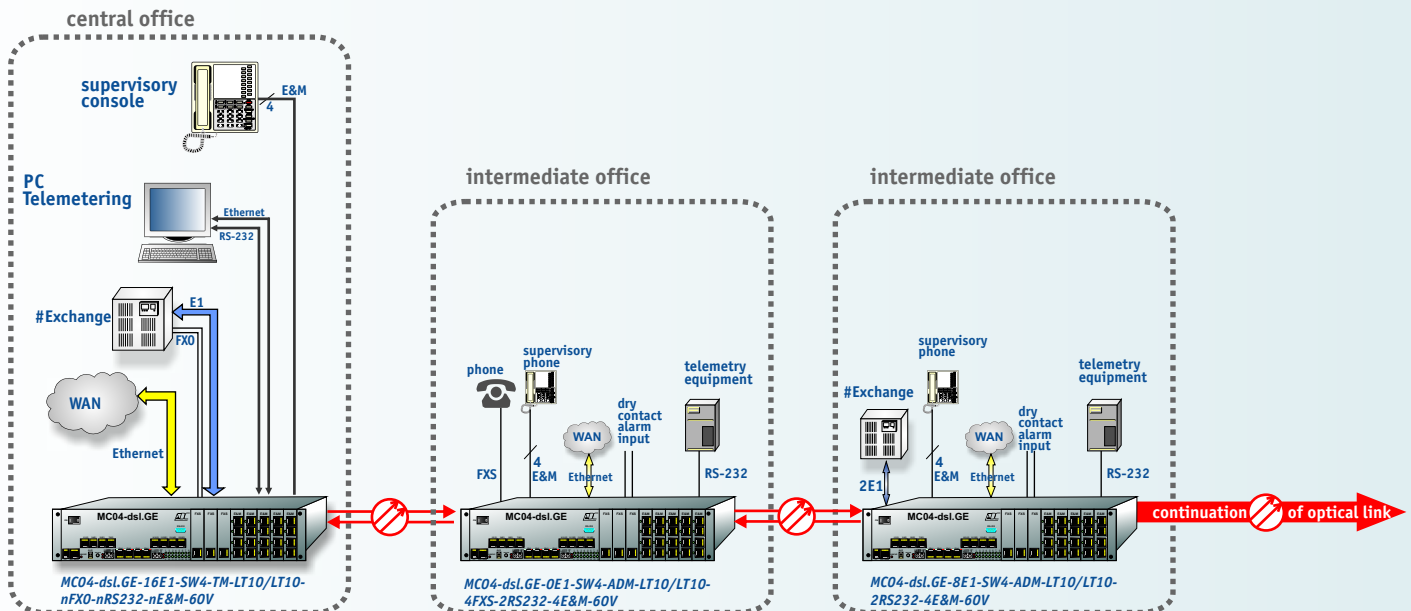 central office
supervisory
console
E&M
4
PC
Telemetering
Ethernet
RS-232
#Exchange
E1
FXO
WAN
Ethernet
MC04-dsl.GE
MC04-dsl.GE-16E1-SW4-TM-LT10/LT10-
nFXO-nRS232-nE&M-60V
intermediate office
phone
supervisory
phone
telemetry
equipment
dry
contact
alarm
input
WAN
4
E&M
FXS
Ethernet
RS-232
MC04-dsl.GE
MC04-dsl.GE-0E1-SW4-ADM-LT10/LT10-
4FXS-2RS232-4E&M-60V
intermediate office
supervisory
phone
telemetry
equipment
#Exchange
dry
contact
alarm
input
WAN
4
E&M
2E1
Ethernet
RS-232
MC04-dsl.GE
MC04-dsl.GE-8E1-SW4-ADM-LT10/LT10-
2RS232-4E&M-60V
continuation of optical link